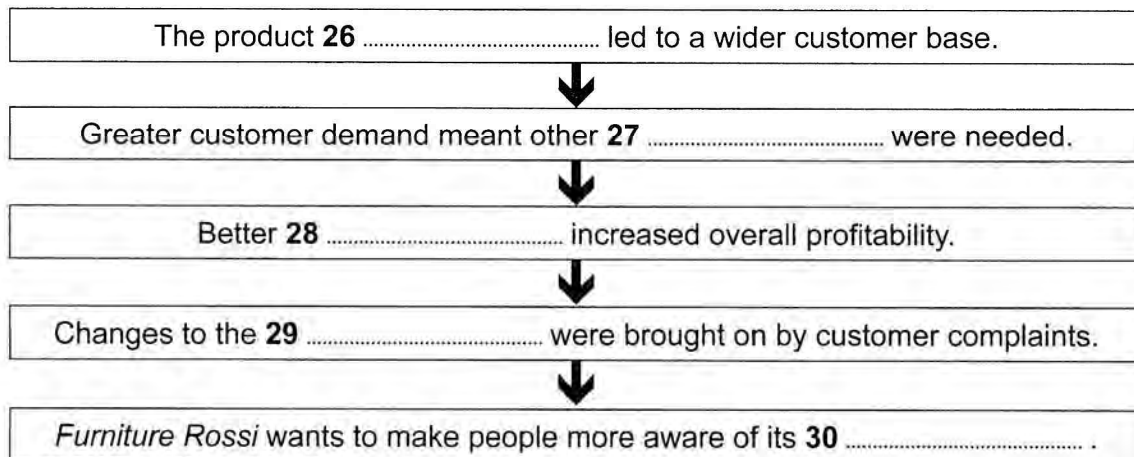 The product 26 ........................................ led to a wider customer base.
Greater customer demand meant other 27 ........................................ were needed.
Better 28 ........................................ increased overall profitability.
Changes to the 29 ........................................ were brought on by customer complaints.
Furniture Rossi wants to make people more aware of its 30 ........................................ .